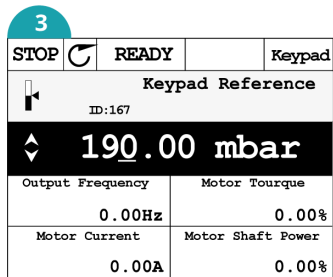 3
STOP READY Keypad
Keypad Reference
ID:167
190.00 mbar
Output Frequency Motor Tourque
0.00Hz 0.00%
Motor Current Motor Shaft Power
0.00A 0.00%